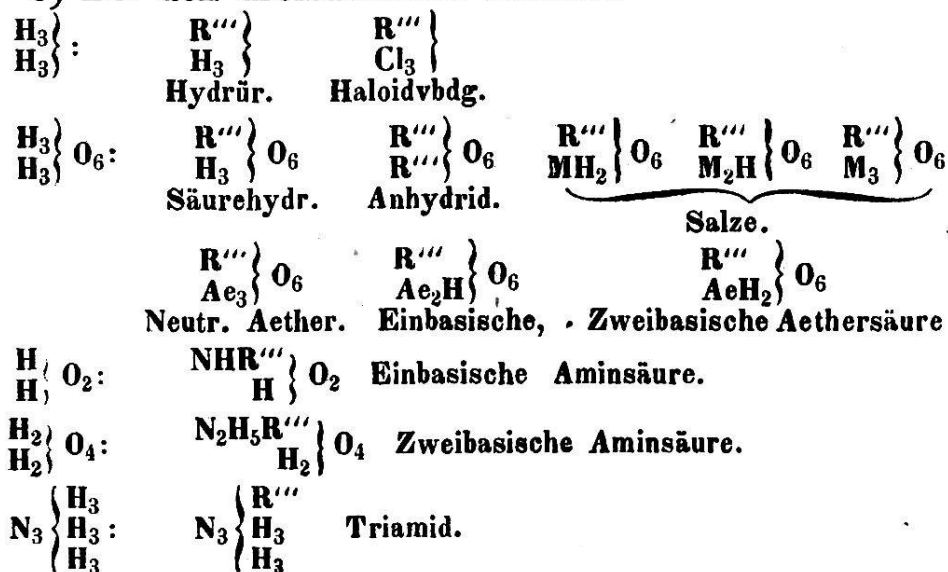 H₃ H₃ } : R‴ H₃ } R‴ Cl₃ }
Hydrür. Haloidvbdg.
H₃ H₃ } O₆: R‴ H₃ } O₆ R‴ R‴ } O₆ R‴ MH₂ } O₆ R‴ M₂H } O₆ R‴ M₃ } O₆
Säurehydr. Anhydrid.
Salze.
R‴ Ae₃ } O₆ R‴ Ae₂H } O₆ R‴ AeH₂ } O₆
Neutr. Aether. Einbasische, Zweibasische Aethersäure
H H } O₂: NHR‴ H } O₂ Einbasische Aminsäure.
H₂ H₂ } O₄: N₂H₅R‴ H₂ } O₄ Zweibasische Aminsäure.
N₃ { H₃ H₃ H₃ : N₃ { R‴ H₃ H₃ Triamid.